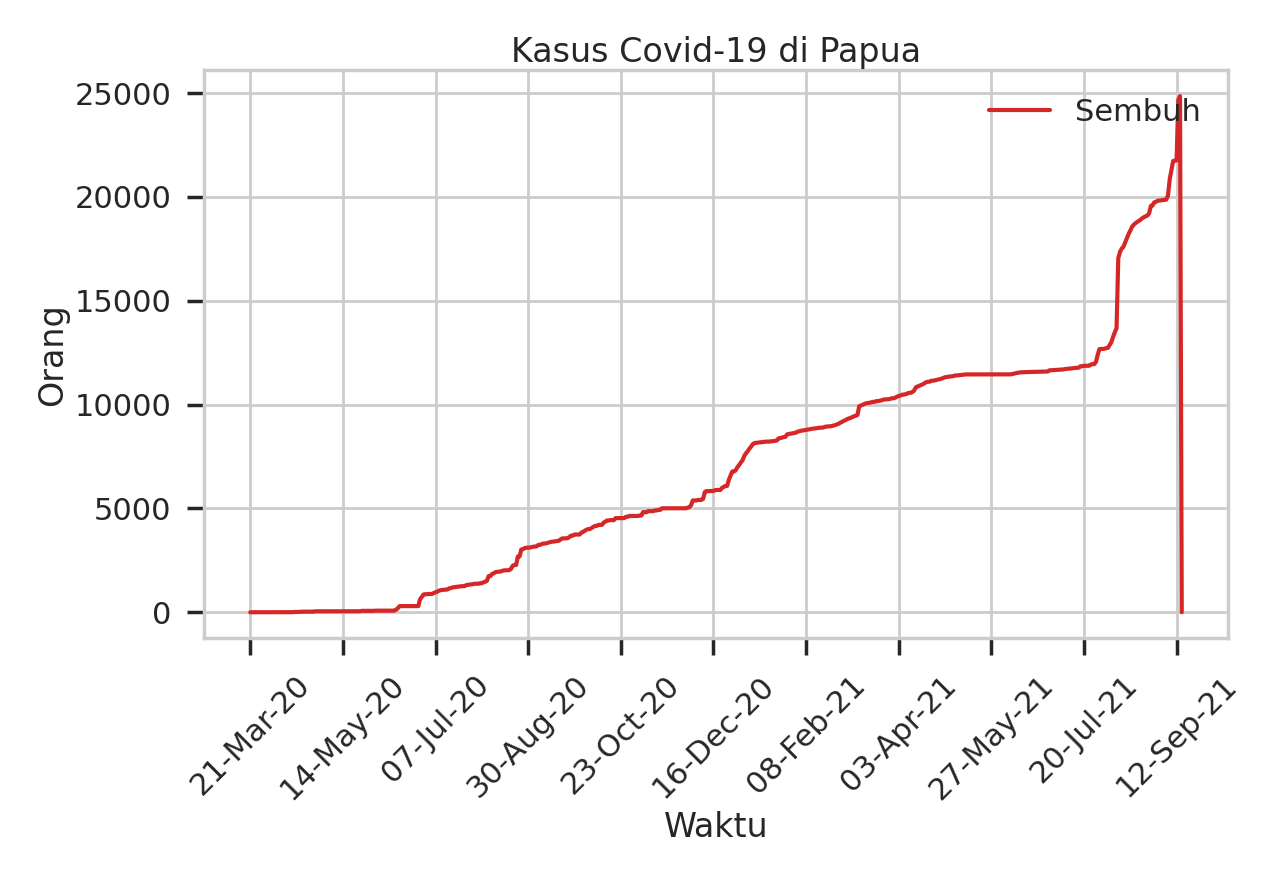 Kasus Covid-19 di Papua
Sembuh
25000
20000
15000
10000
5000
0
Orang
21-Mar-20
14-May-20
07-Jul-20
30-Aug-20
23-Oct-20
16-Dec-20
08-Feb-21
03-Apr-21
27-May-21
20-Jul-21
12-Sep-21
Waktu